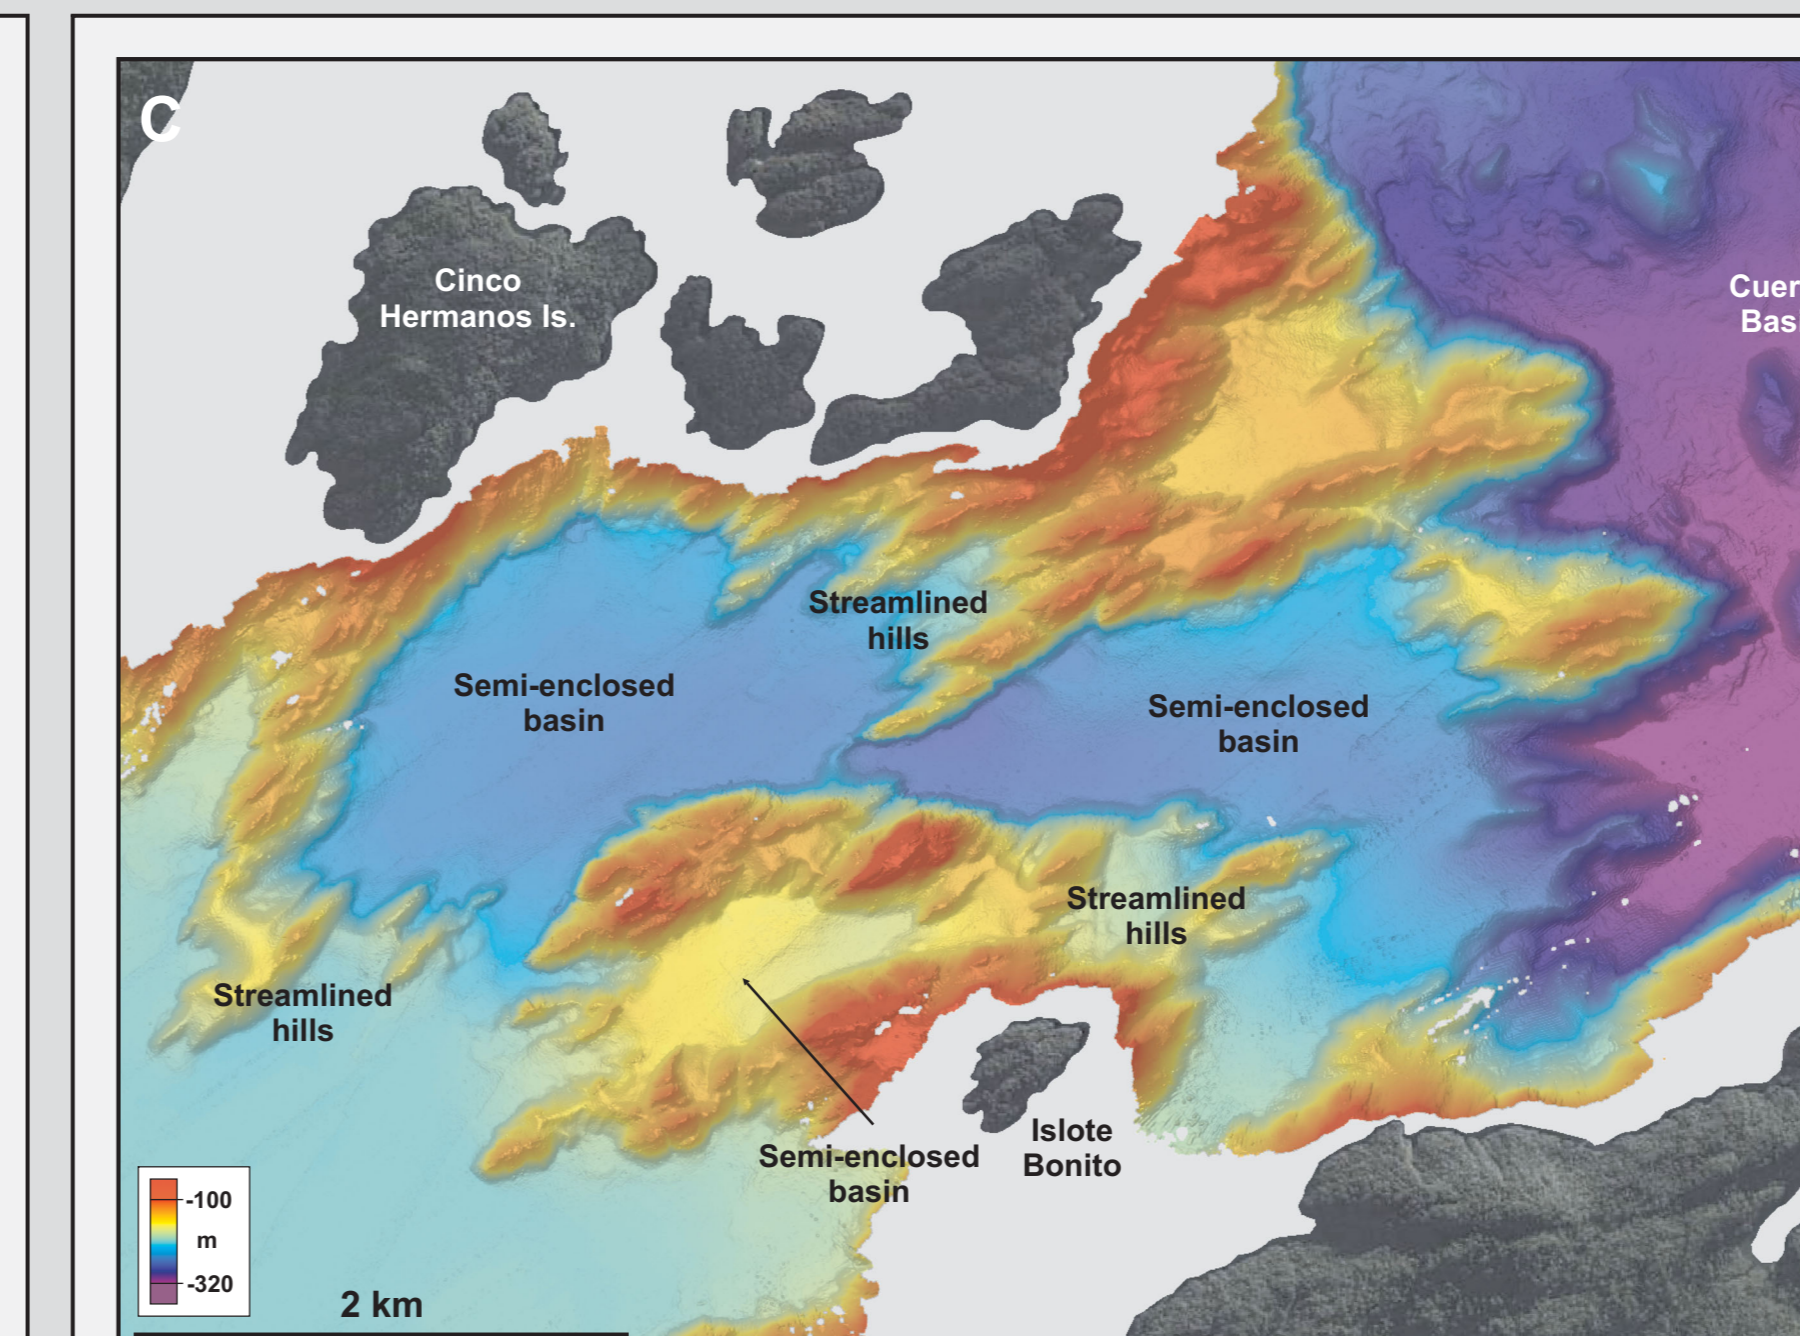 C
Cinco
Hermanos Is.
Streamlined
hills
Semi-enclosed
basin
Semi-enclosed
basin
Streamlined
hills
Streamlined
hills
Semi-enclosed
basin
Islote
Bonito
-100
m
-320
2 km